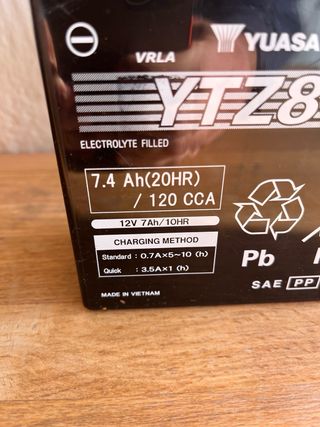 YUASA
VRLA
YTZ8
ELECTROLYTE FILLED
7.4 Ah(20HR)
/ 120 CCA
12V 7Ah/10HR
CHARGING METHOD
Standard : 0.7A×5~10 (h)
Quick : 3.5A×1 (h)
Pb
SAE PP
MADE IN VIETNAM